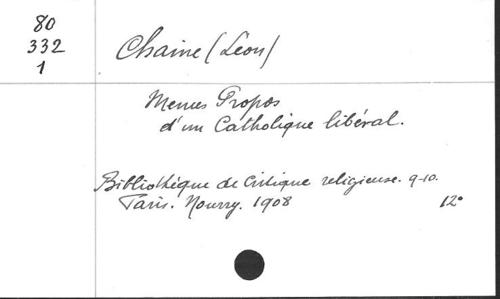 80
332
1
Chaine (Léon)
Menus Propos
d'un Catholique libéral.
Bibliothèque de Critique religieuse. 9-10.
Paris. Nourry. 1908 12°